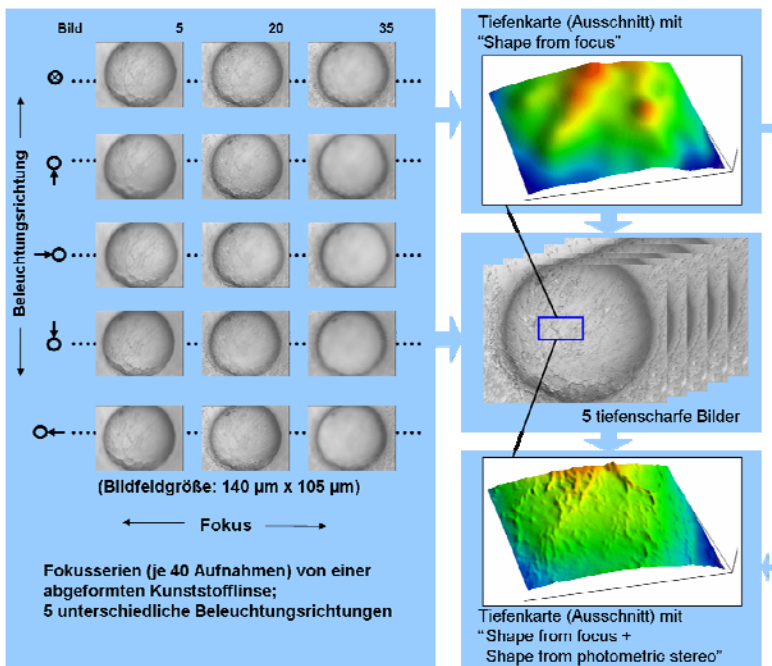 Bild 5 20 35
Beleuchtungsrichtung
(Bildfeldgröße: 140 µm x 105 µm)
Fokus
Fokusserien (je 40 Aufnahmen) von einer
abgeformten Kunststofflinse;
5 unterschiedliche Beleuchtungsrichtungen
Tiefenkarte (Ausschnitt) mit
“Shape from focus”
5 tiefenscharfe Bilder
Tiefenkarte (Ausschnitt) mit
“Shape from focus +
Shape from photometric stereo”